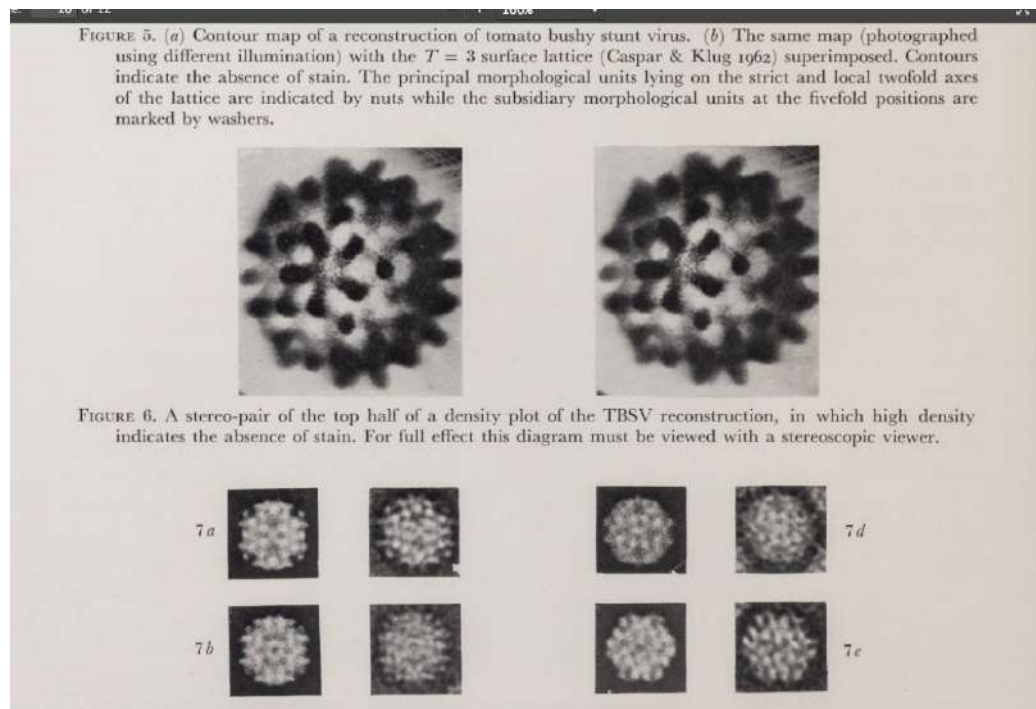 of 12
100%
FIGURE 5. (a) Contour map of a reconstruction of tomato bushy stunt virus. (b) The same map (photographed
using different illumination) with the T = 3 surface lattice (Caspar & Klug 1962) superimposed. Contours
indicate the absence of stain. The principal morphological units lying on the strict and local twofold axes
of the lattice are indicated by nuts while the subsidiary morphological units at the fivefold positions are
marked by washers.
FIGURE 6. A stereo-pair of the top half of a density plot of the TBSV reconstruction, in which high density
indicates the absence of stain. For full effect this diagram must be viewed with a stereoscopic viewer.
7a
7d
7b
7e